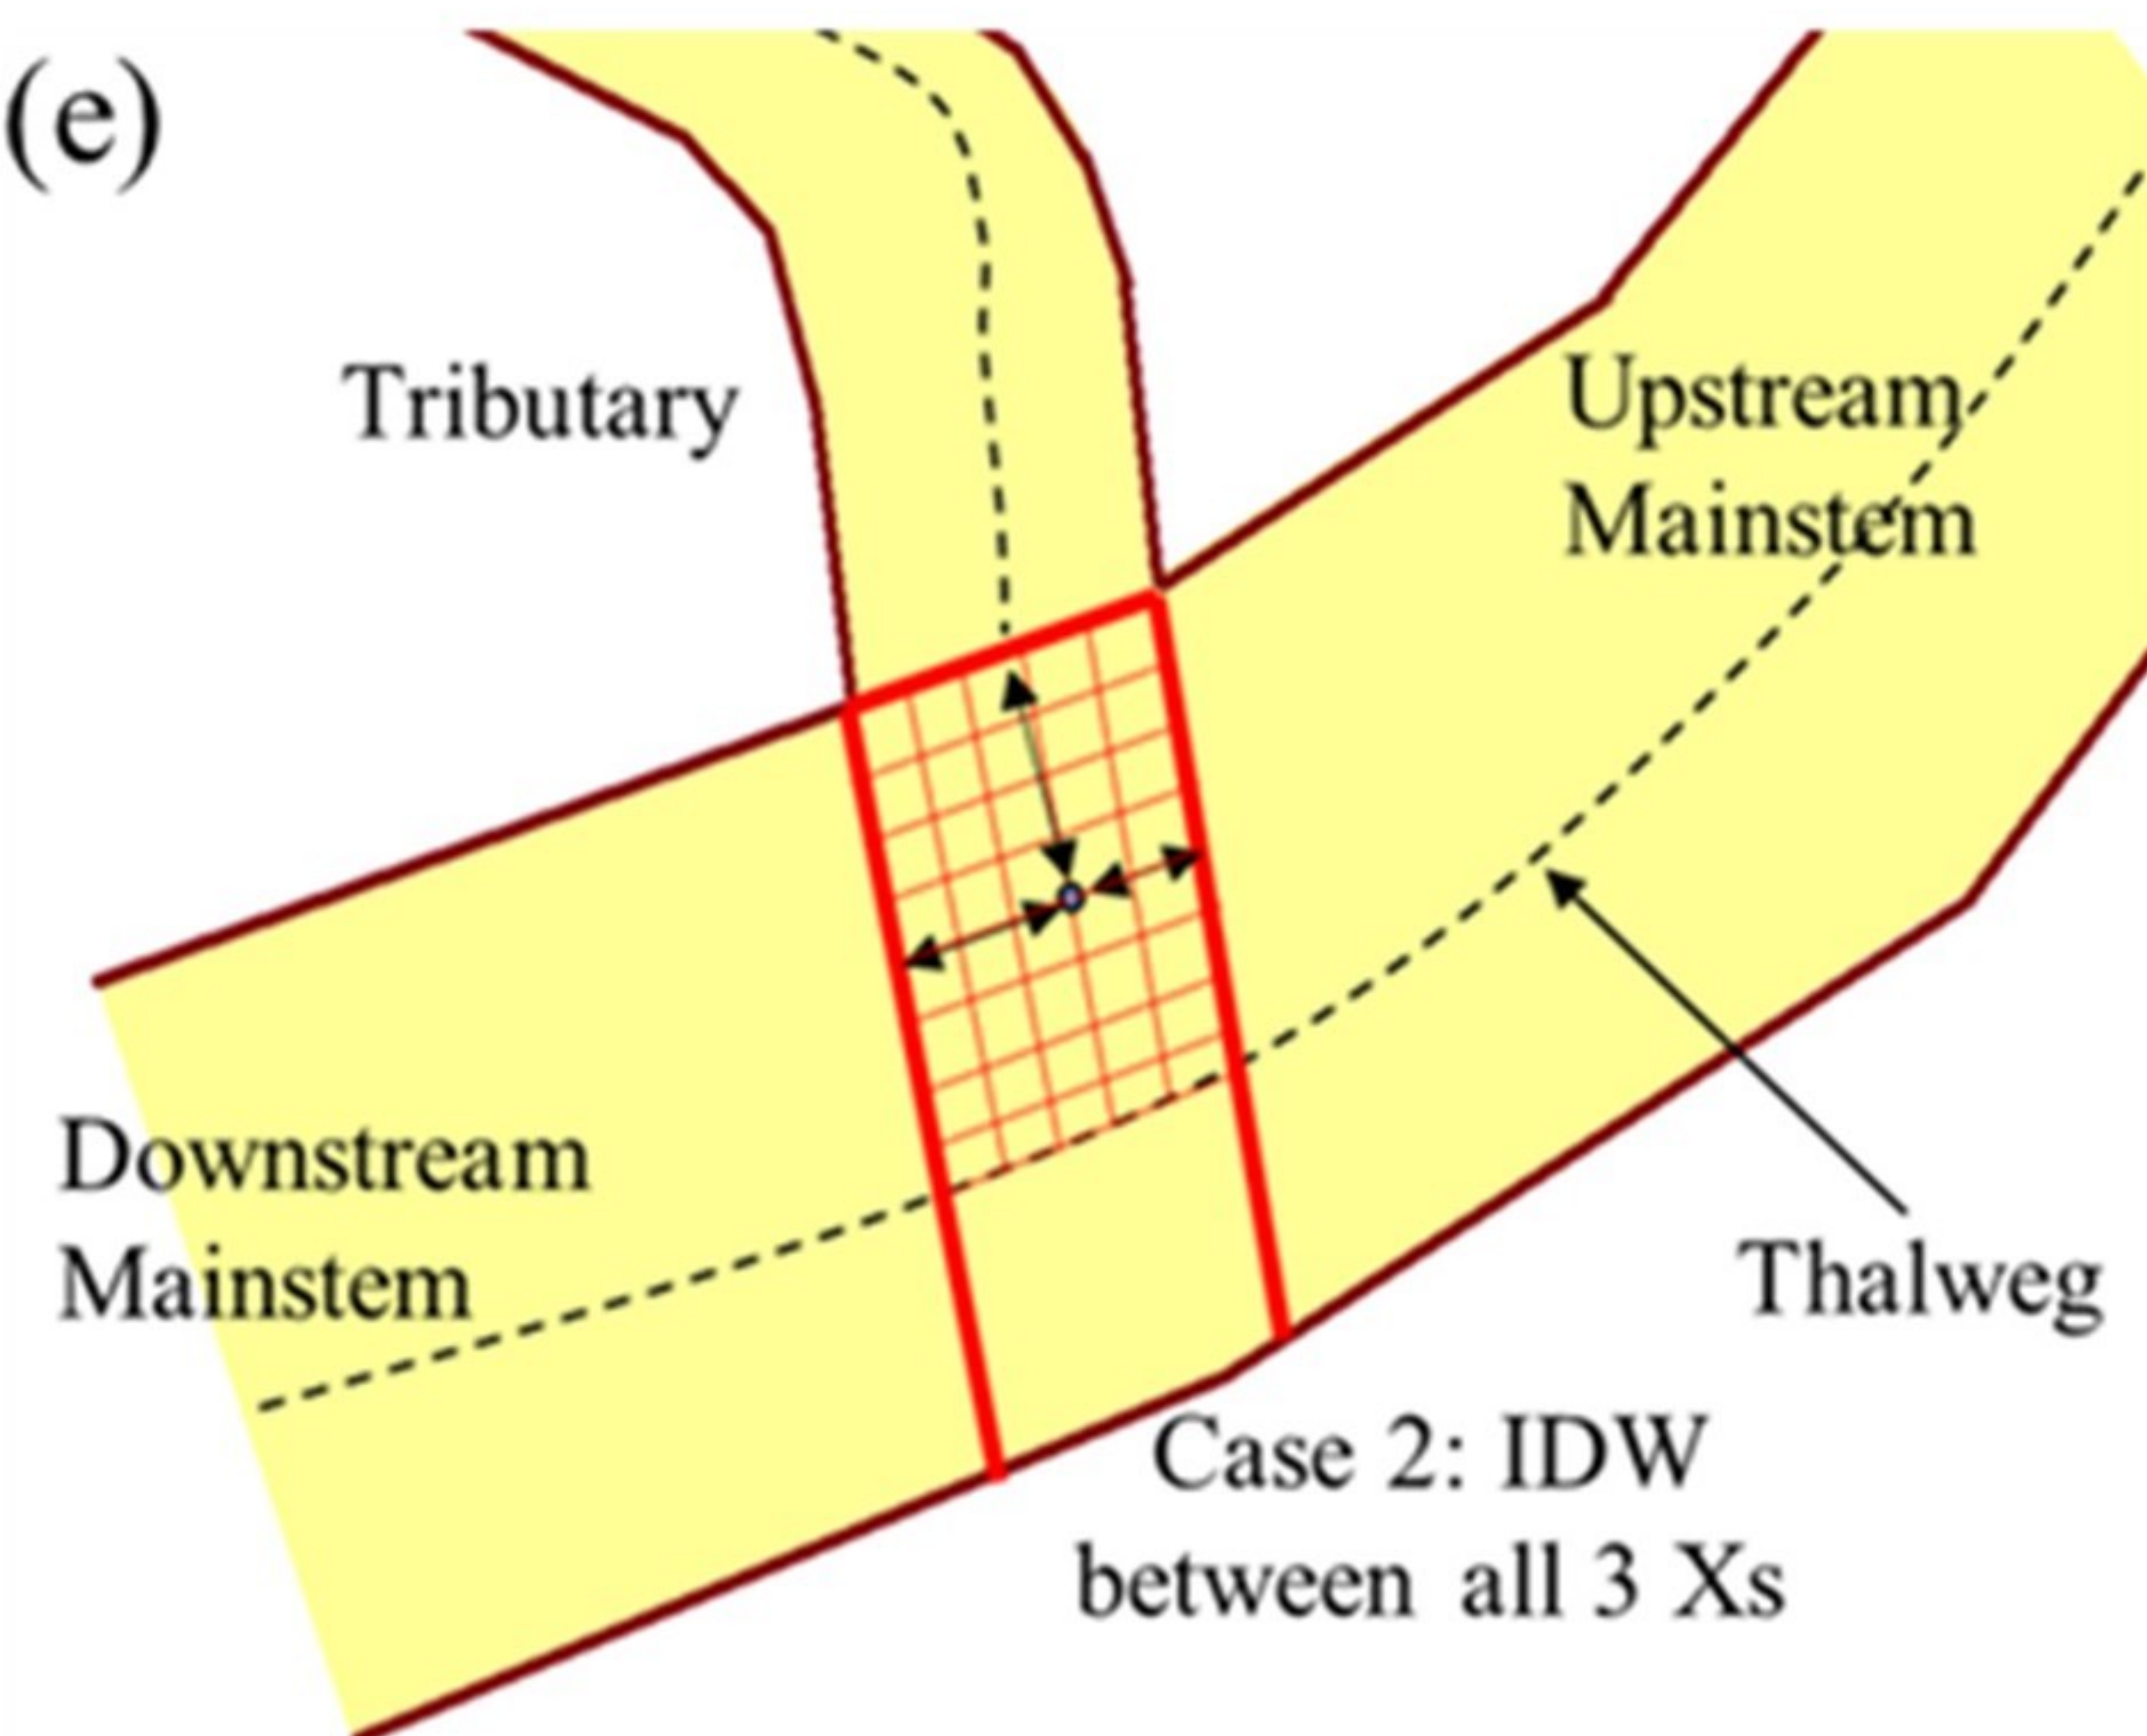 (e)
Tributary
Upstream
Mainstem
Downstream
Mainstem
Thalweg
Case 2: IDW
between all 3 Xs